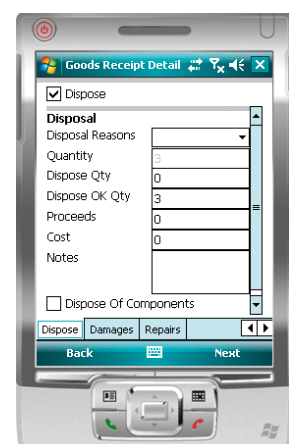 Goods Receipt Detail
Dispose
Disposal
Disposal Reasons
Quantity 3
Dispose Qty 0
Dispose OK Qty 3
Proceeds 0
Cost 0
Notes
Dispose Of Components
Dispose Damages Repairs
Back Next